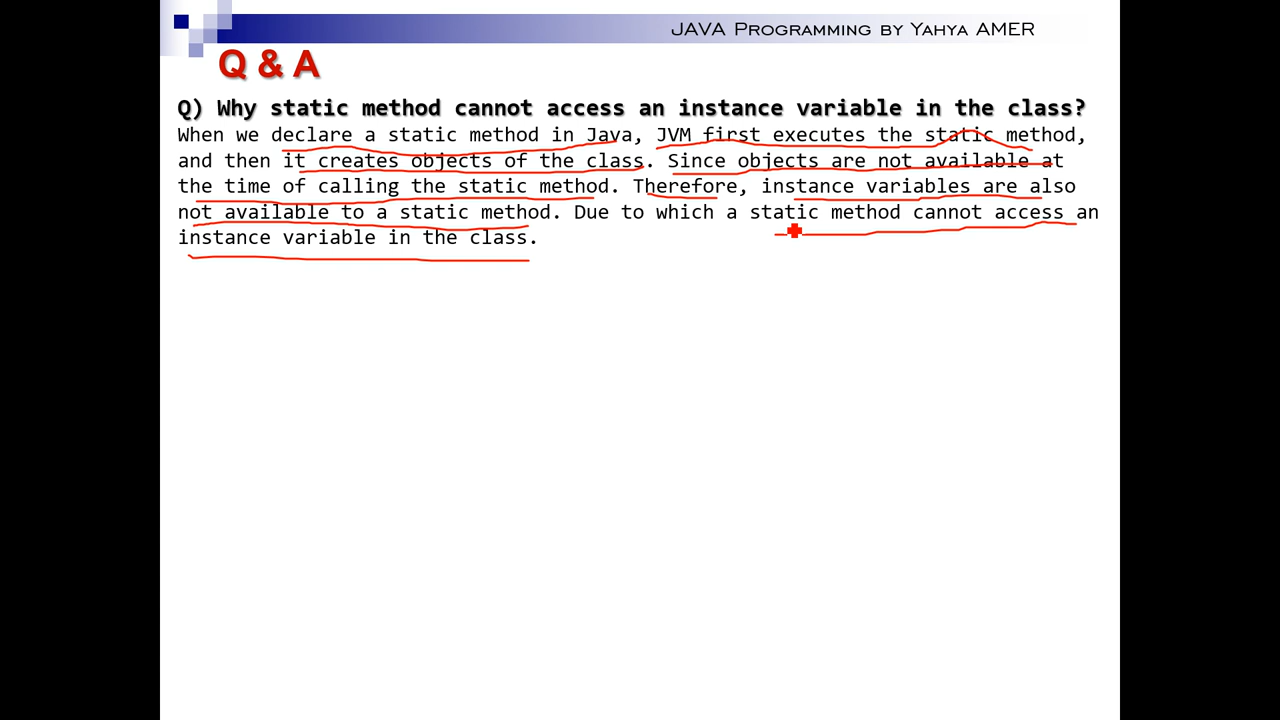 JAVA Programming by Yahya AMER
Q & A
Q) Why static method cannot access an instance variable in the class?
When we declare a static method in Java, JVM first executes the static method,
and then it creates objects of the class. Since objects are not available at
the time of calling the static method. Therefore, instance variables are also
not available to a static method. Due to which a static method cannot access an
instance variable in the class.